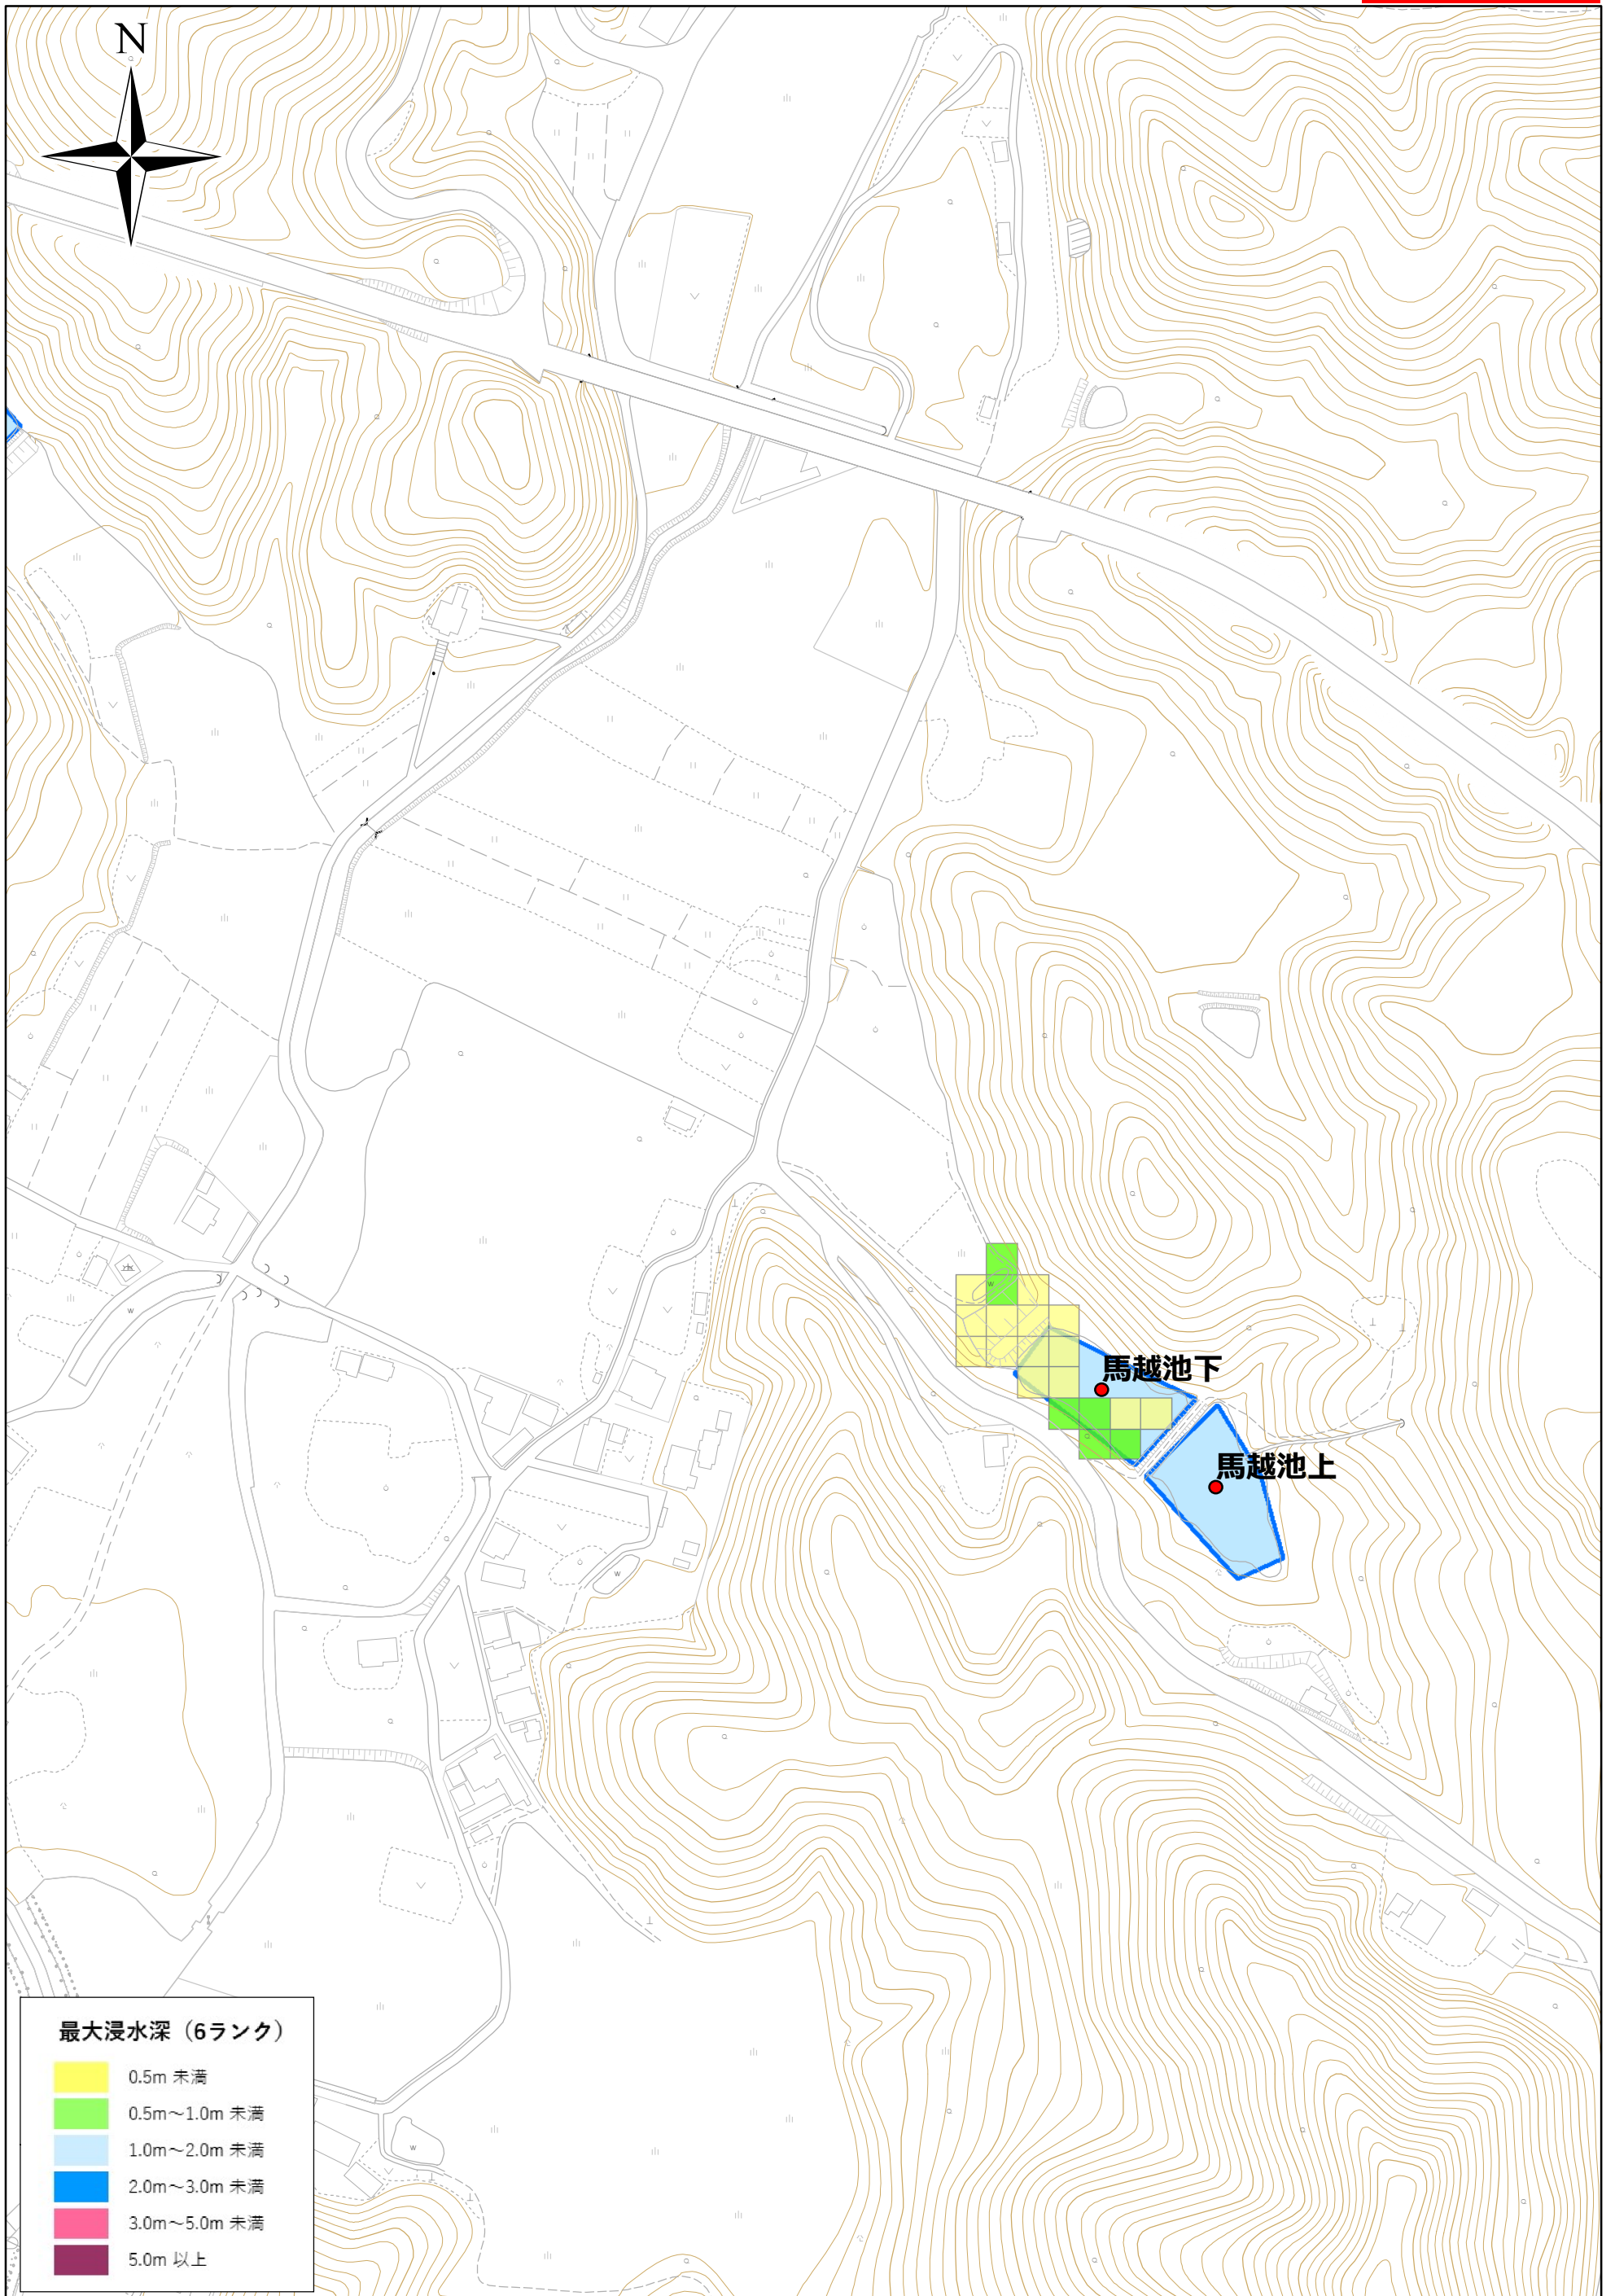 N
馬越池下
馬越池上
最大浸水深（6ランク）
0.5m 未満
0.5m～1.0m 未満
1.0m～2.0m 未満
2.0m～3.0m 未満
3.0m～5.0m 未満
5.0m 以上